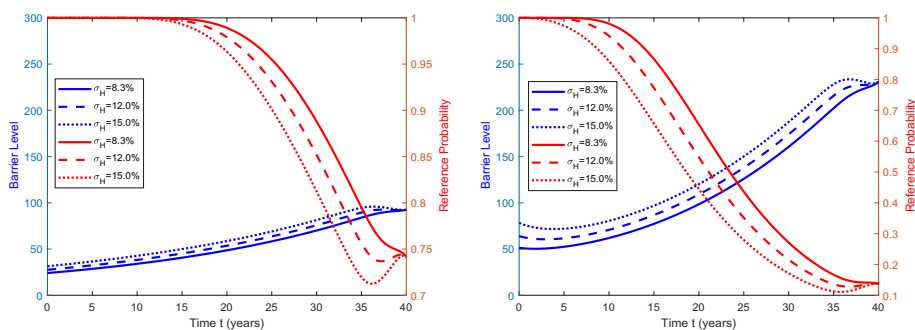 300
250
200
150
100
50
0
Barrier Level
σH=8.3%
σH=12.0%
σH=15.0%
σH=8.3%
σH=12.0%
σH=15.0%
1
0.95
0.9
0.85
0.8
0.75
0.7
Reference Probability
0 5 10 15 20 25 30 35 40
Time t (years)
300
250
200
150
100
50
0
Barrier Level
σH=8.3%
σH=12.0%
σH=15.0%
σH=8.3%
σH=12.0%
σH=15.0%
1
0.9
0.8
0.7
0.6
0.5
0.4
0.3
0.2
0.1
Reference Probability
0 5 10 15 20 25 30 35 40
Time t (years)